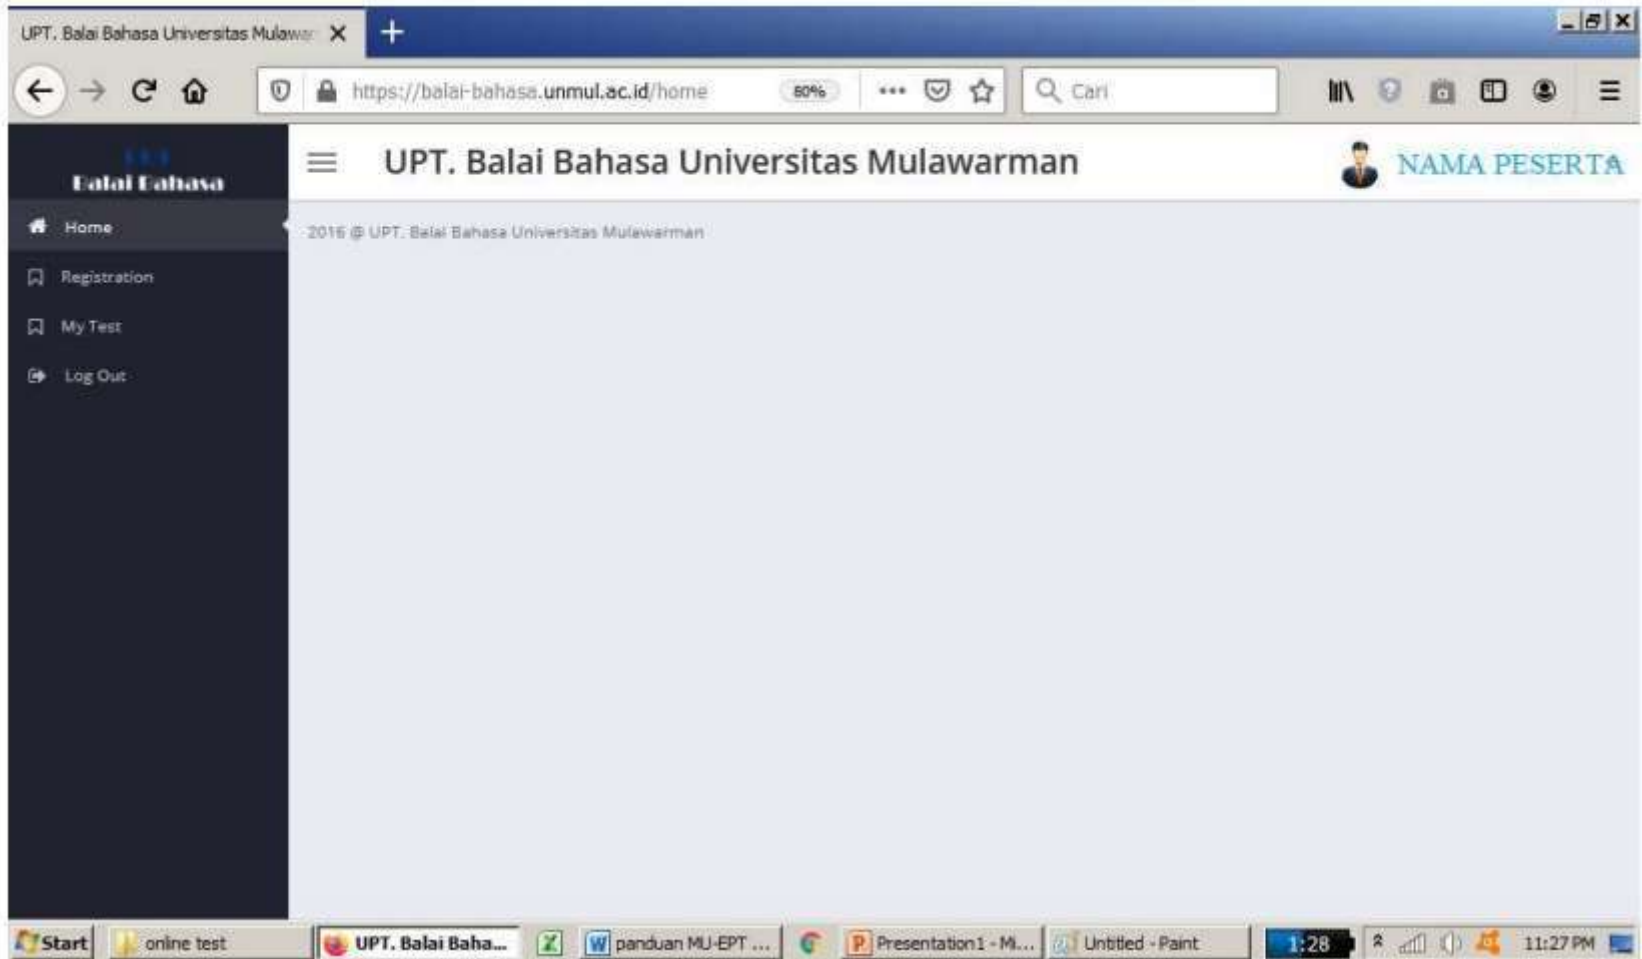 UPT. Balai Bahasa Universitas Mulawar
https://balai-bahasa.unmul.ac.id/home
80%
Cari
Balai Bahasa
UPT. Balai Bahasa Universitas Mulawarman
NAMA PESERTA
Home
2016 @ UPT. Balai Bahasa Universitas Mulawarman
Registration
My Test
Log Out
Start
online test
UPT. Balai Baha...
panduan MU-EPT ...
Presentation1 - Mi...
Untitled - Paint
1:28
11:27 PM